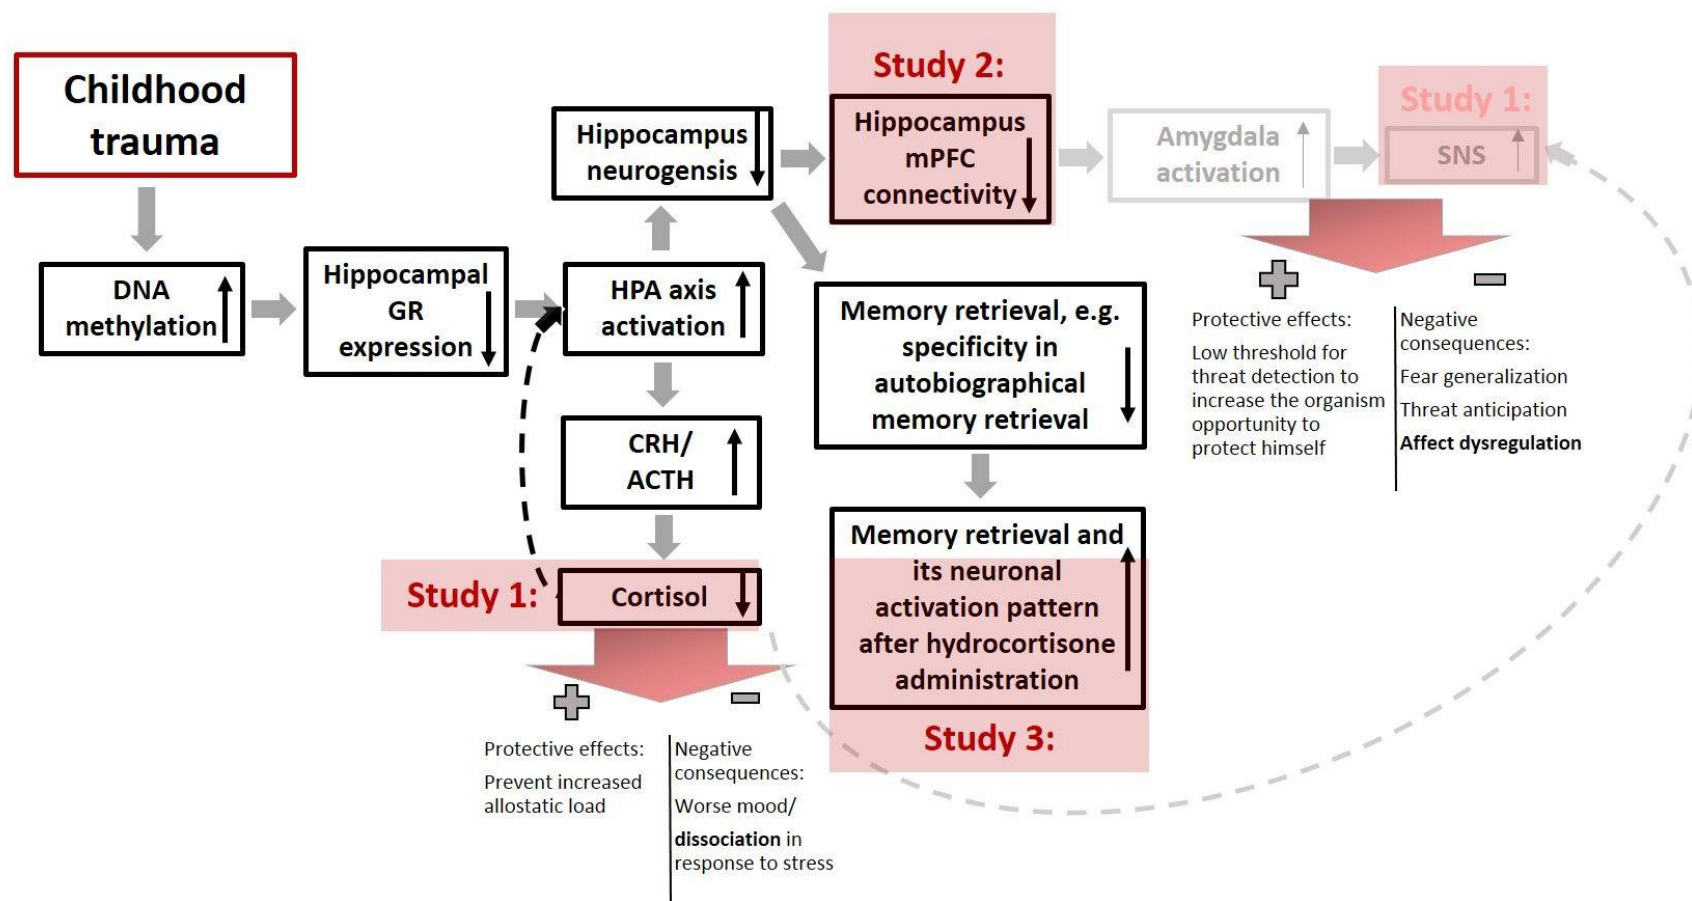 Childhood
trauma
DNA
methylation
Hippocampal
GR
expression
Hippocampus
neurogensis
HPA axis
activation
CRH/
ACTH
Study 1:
Cortisol
Protective effects:
Prevent increased
allostatic load
Negative
consequences:
Worse mood/
dissociation in
response to stress
Study 2:
Hippocampus
mPFC
connectivity
Memory retrieval, e.g.
specificity in
autobiographical
memory retrieval
Memory retrieval and
its neuronal
activation pattern
after hydrocortisone
administration
Study 3:
Amygdala
activation
Study 1:
SNS
Protective effects:
Low threshold for
threat detection to
increase the organism
opportunity to
protect himself
Negative
consequences:
Fear generalization
Threat anticipation
Affect dysregulation